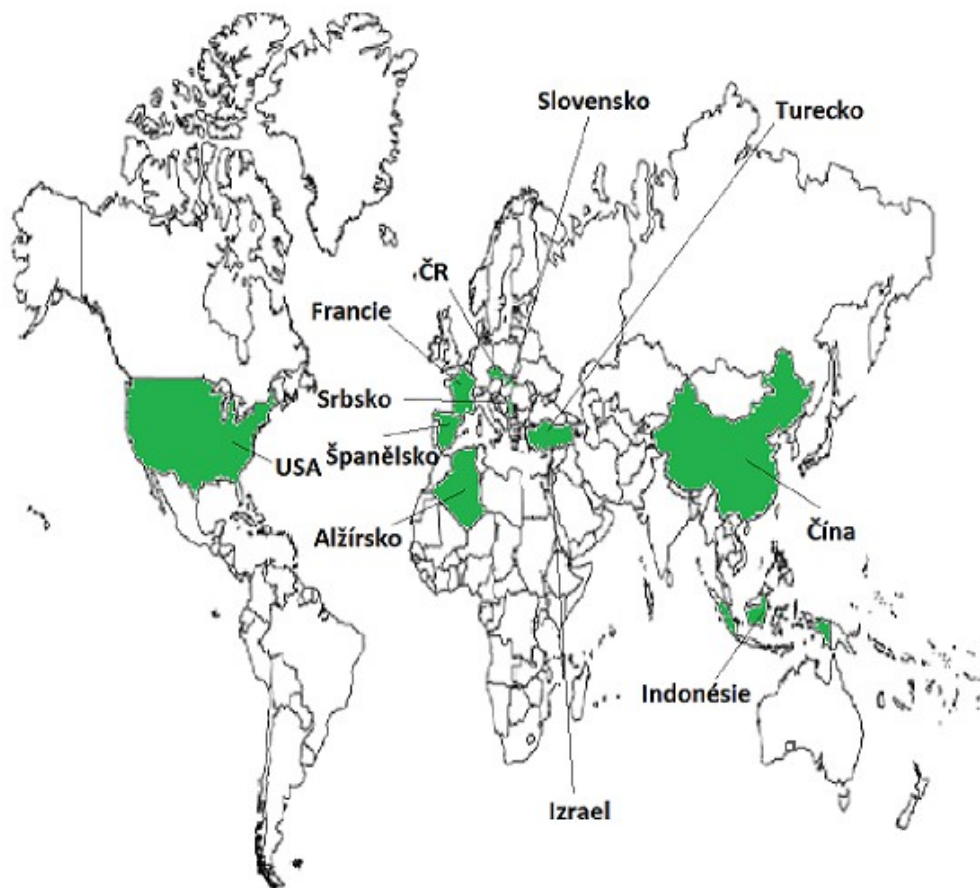 Slovensko
Turecko
ČR
Francie
Srbsko
USA
Španělsko
Alžírsko
Čína
Indonésie
Izrael